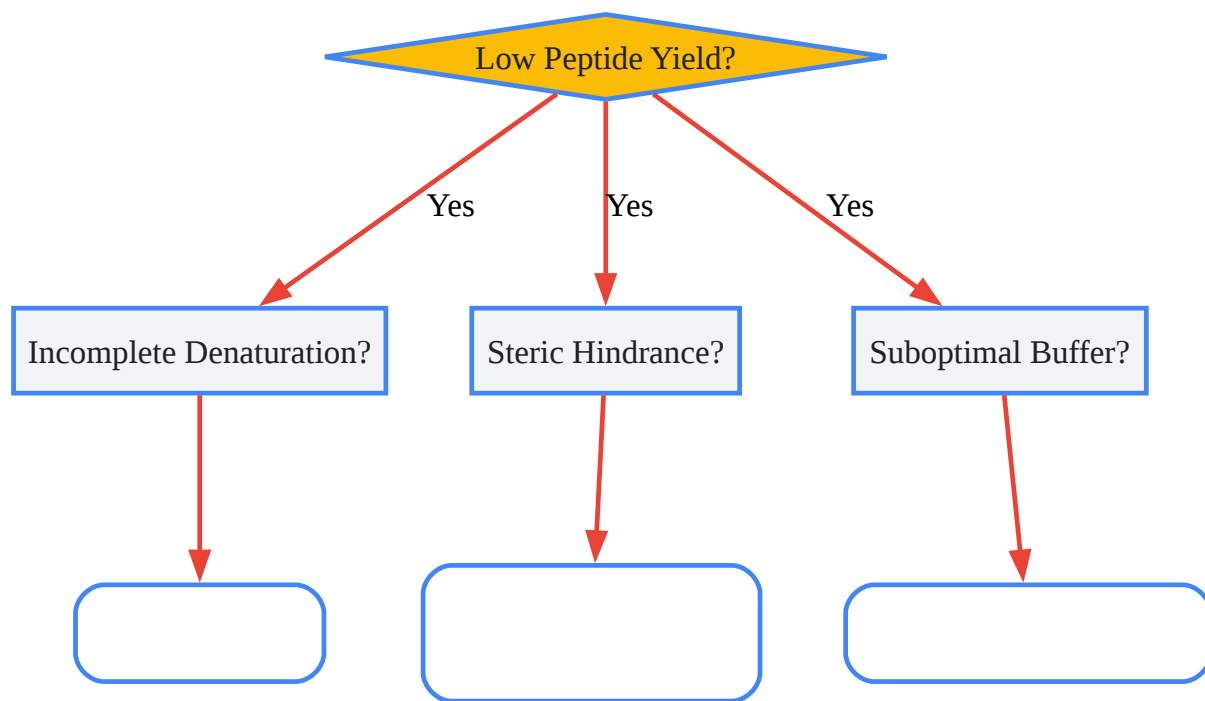 Low Peptide Yield?
Yes
Yes
Yes
Incomplete Denaturation?
Steric Hindrance?
Suboptimal Buffer?